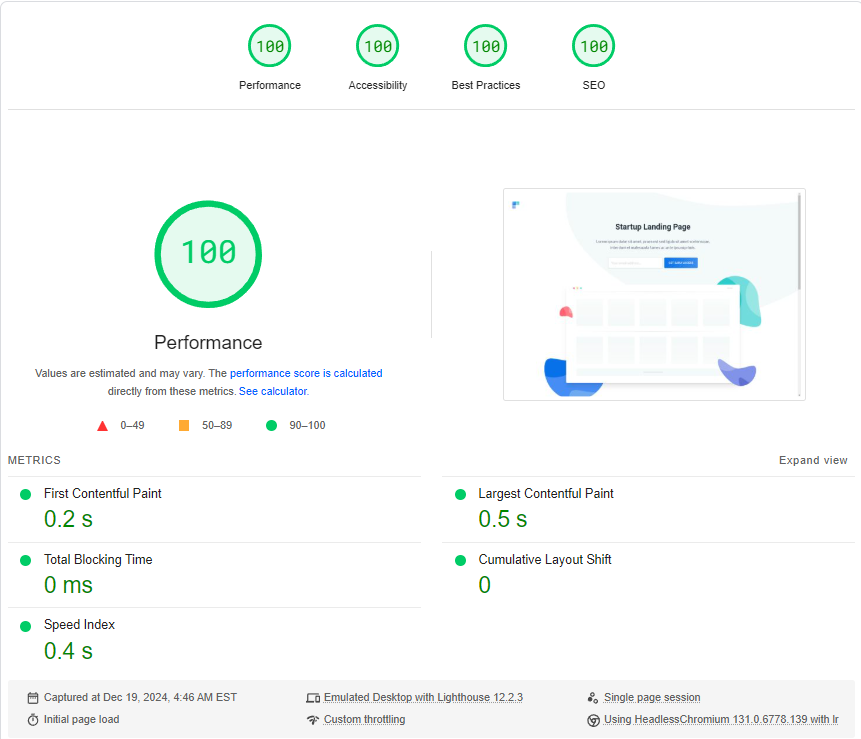 100 100 100 100
Performance Accessibility Best Practices SEO
100
Performance
Values are estimated and may vary. The performance score is calculated
directly from these metrics. See calculator.
0–49 50–89 90–100
Startup Landing Page
METRICS Expand view
First Contentful Paint
0.2 s
Largest Contentful Paint
0.5 s
Total Blocking Time
0 ms
Cumulative Layout Shift
0
Speed Index
0.4 s
Captured at Dec 19, 2024, 4:46 AM EST
Emulated Desktop with Lighthouse 12.2.3
Single page session
Initial page load
Custom throttling
Using HeadlessChromium 131.0.6778.139 with lr